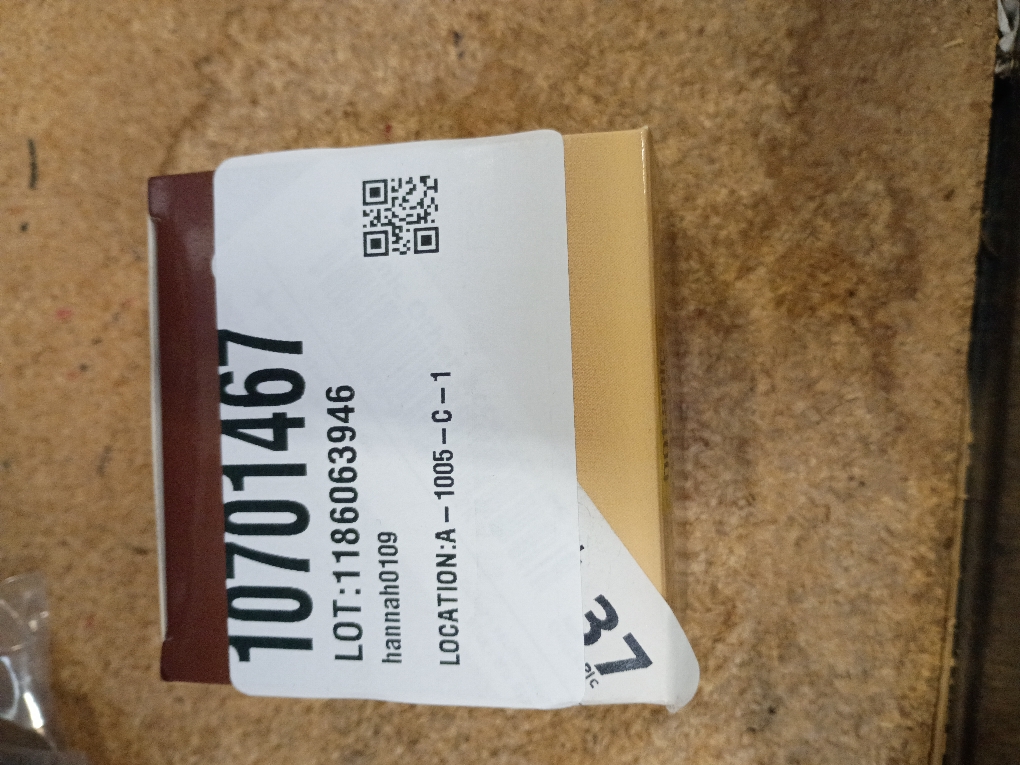 10701467
LOT:1186063946
hannah0109
LOCATION:A-1005-C-1
37